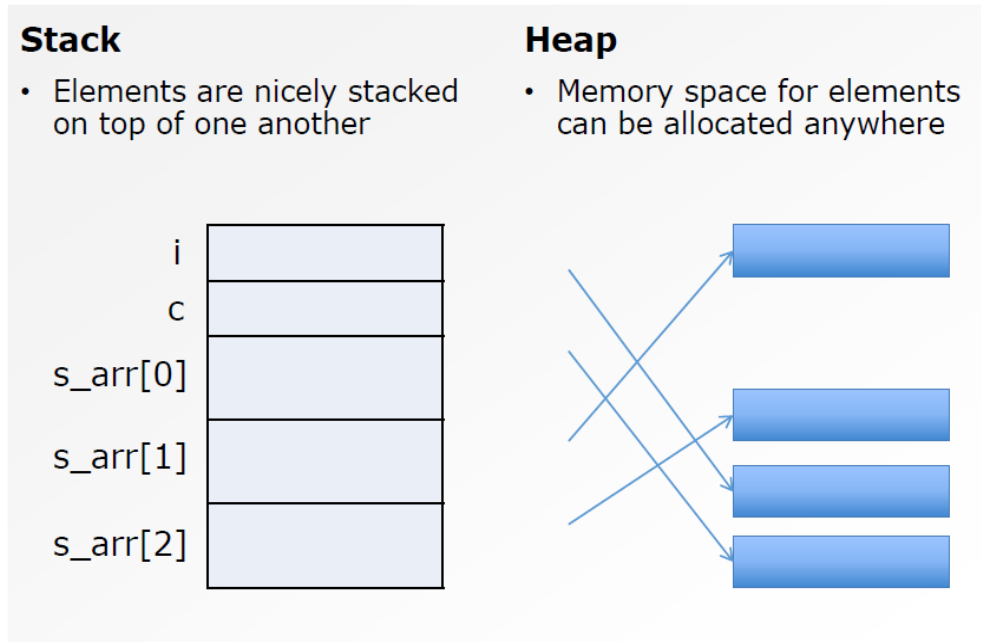 Stack
• Elements are nicely stacked
on top of one another
i
c
s_arr[0]
s_arr[1]
s_arr[2]
Heap
• Memory space for elements
can be allocated anywhere